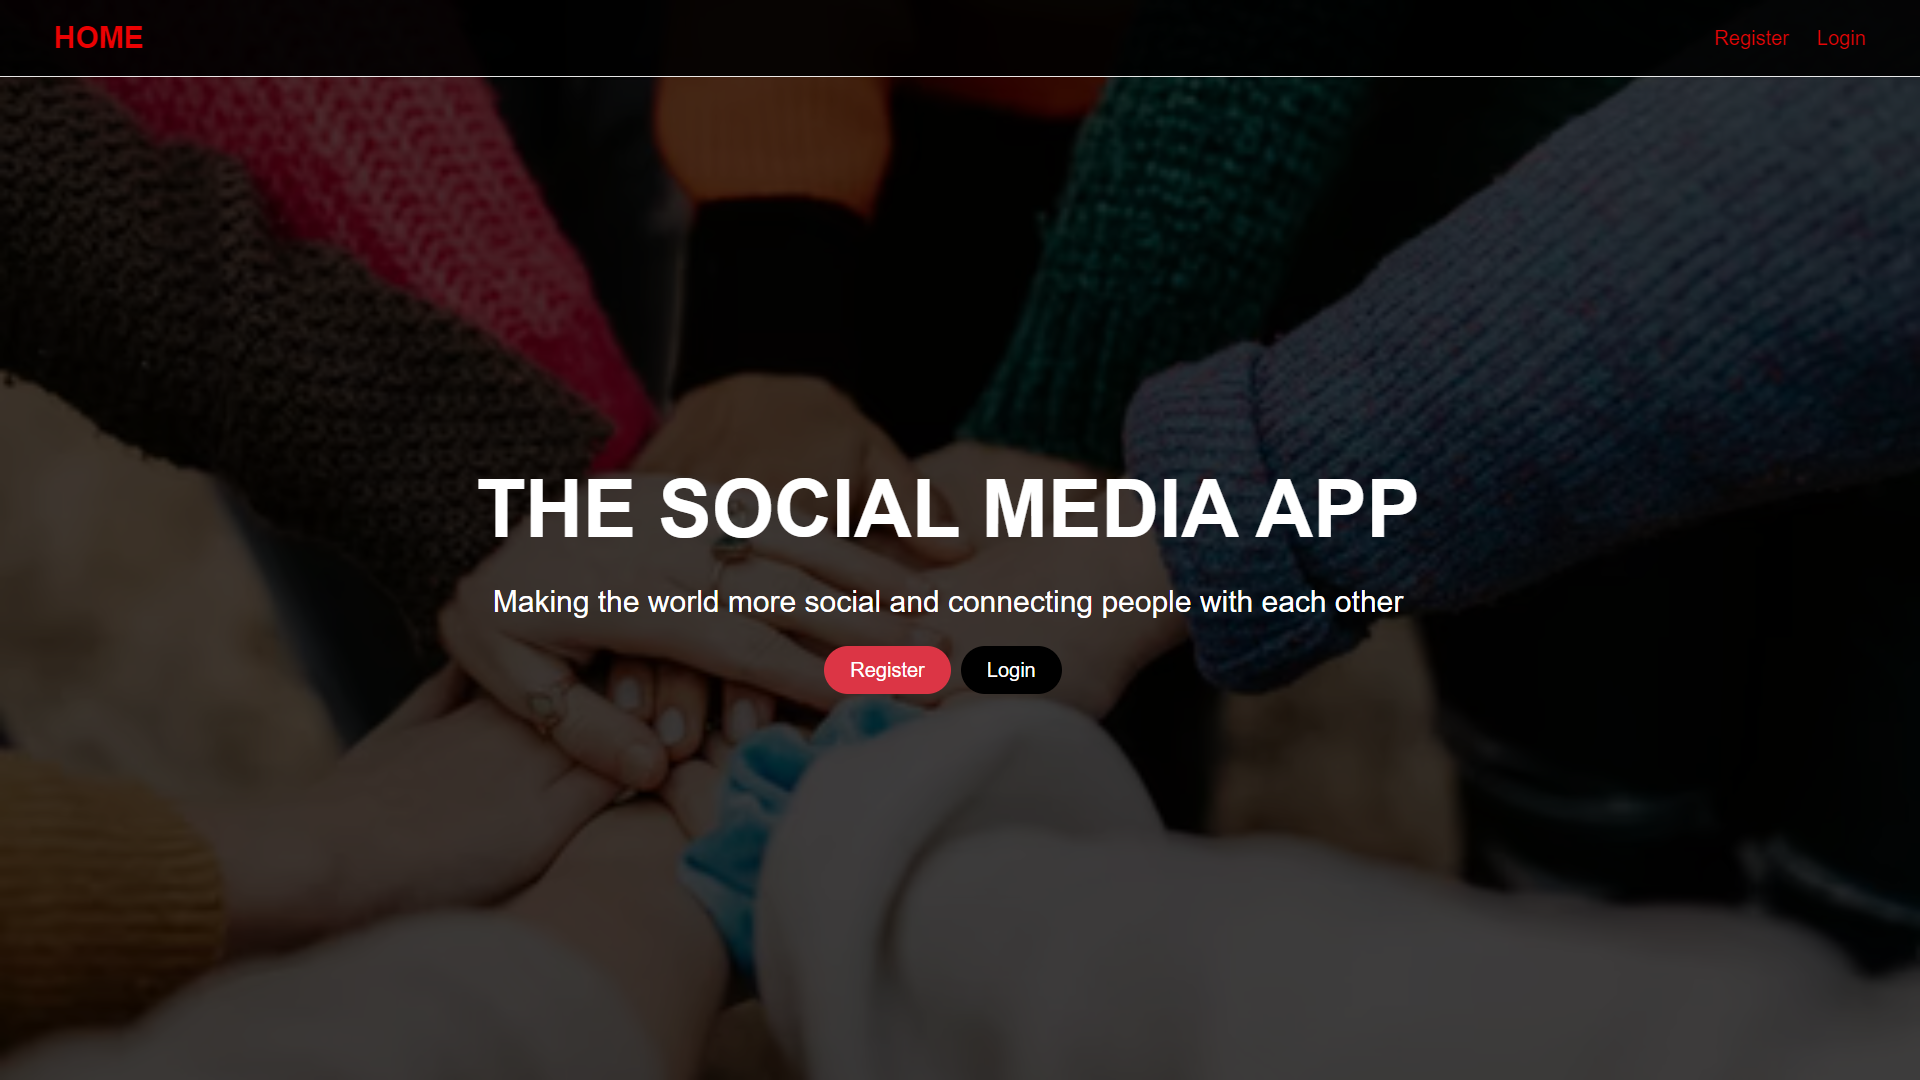 HOME
Register Login
THE SOCIAL MEDIA APP
Making the world more social and connecting people with each other
Register Login